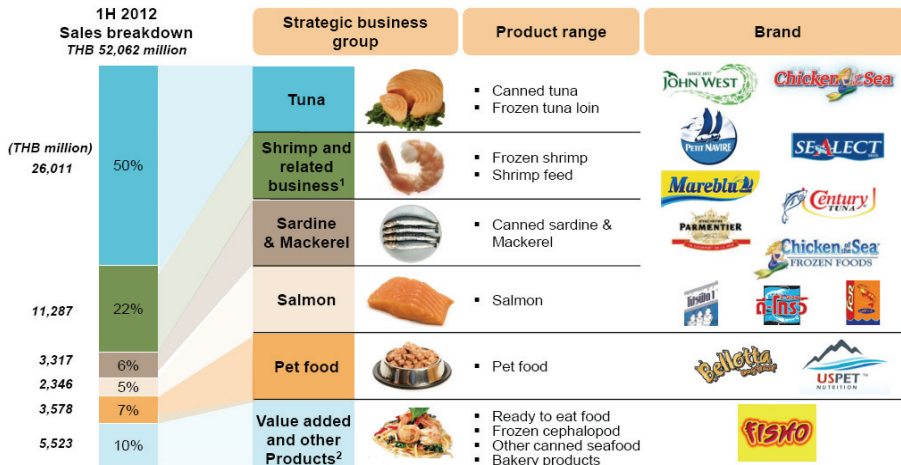 1H 2012
Sales breakdown
THB 52,062 million
Strategic business
group
Product range
Brand
(THB million)
26,011
50%
11,287
22%
3,317
6%
2,346
5%
3,578
7%
5,523
10%
Tuna
▪ Canned tuna
▪ Frozen tuna loin
Shrimp and
related
business¹
▪ Frozen shrimp
▪ Shrimp feed
Sardine
& Mackerel
▪ Canned sardine &
Mackerel
Salmon
▪ Salmon
Pet food
▪ Pet food
Value added
and other
Products²
▪ Ready to eat food
▪ Frozen cephalopod
▪ Other canned seafood
▪ Bakery products
JOHN WEST
Chicken of the Sea
PETIT NAVIRE
SEALECT
Mareblu
Century
TUNA
PARMENTIER
Chicken of the Sea
FROZEN FOODS
Bellotta
USPET
NUTRITION
FISHO